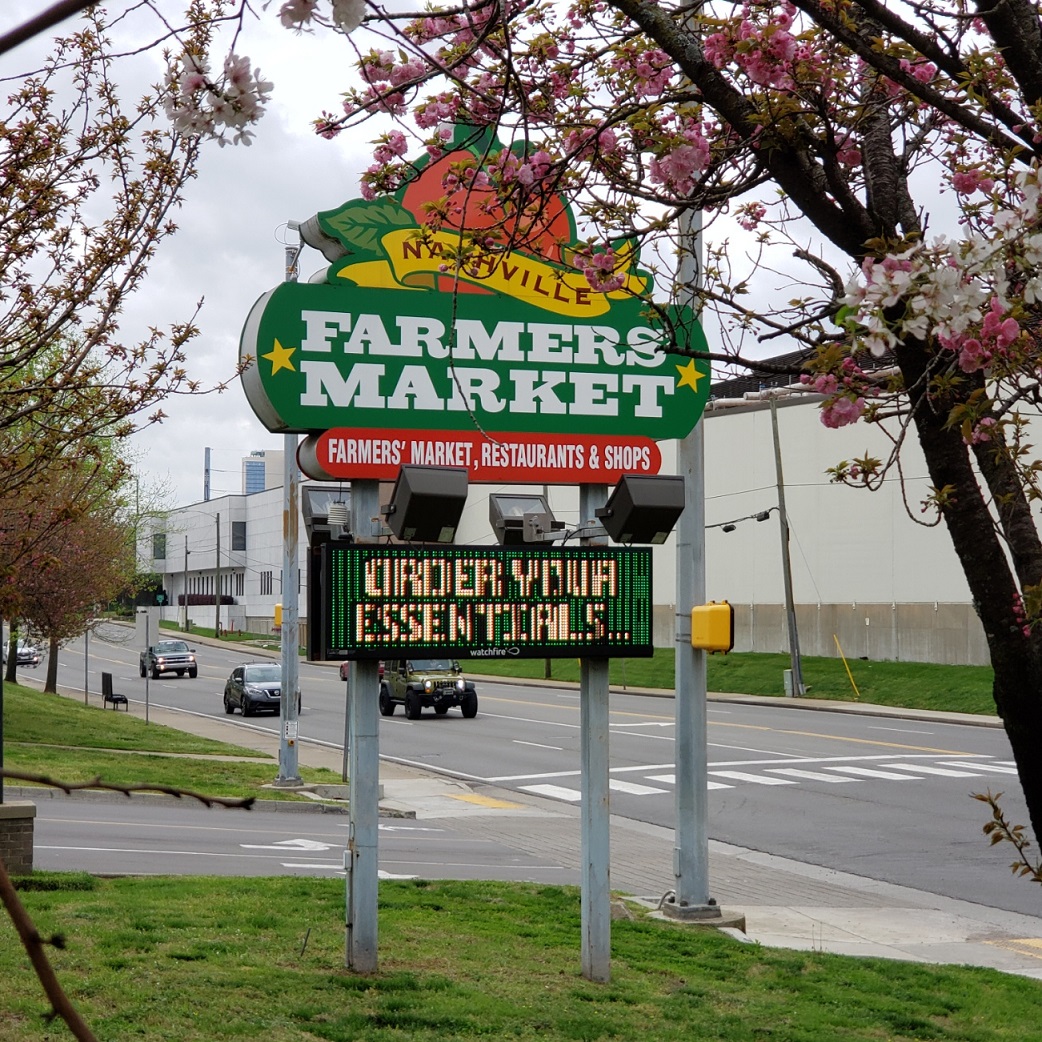 NASHVILLE
FARMERS
MARKET
FARMERS' MARKET, RESTAURANTS & SHOPS
ORDER YOUR
ESSENTIALS...
watchfire